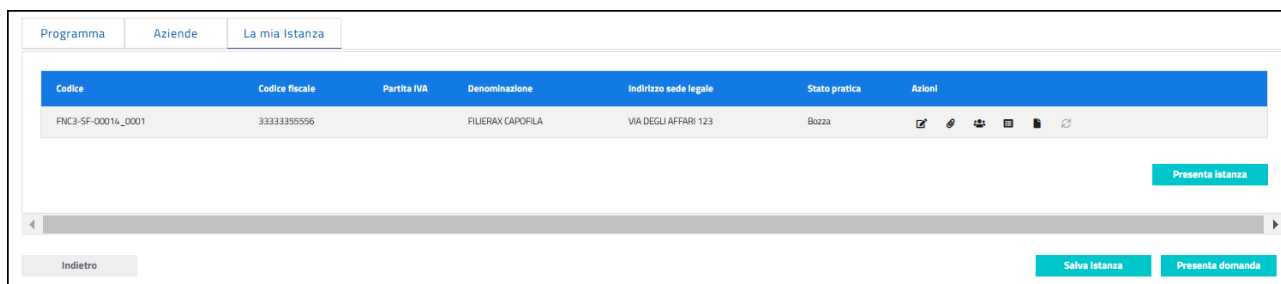 Programma Aziende La mia Istanza
Codice Codice fiscale Partita IVA Denominazione Indirizzo sede legale Stato pratica Azioni
FNC3-SF-00014_0001 33333355556 FILIERAX CAPOFILA VIA DEGLI AFFARI 123 Bozza
Presenta istanza
Indietro Salva Istanza Presenta domanda